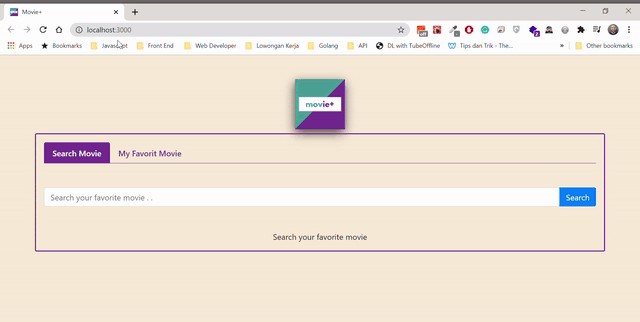 Movie+
localhost:3000
Apps Bookmarks Javascript Front End Web Developer Lowongan Kerja Golang API DL with TubeOffline Tips dan Trik - The... » Other bookmarks
movie+
Search Movie My Favorit Movie
Search your favorite movie . . Search
Search your favorite movie